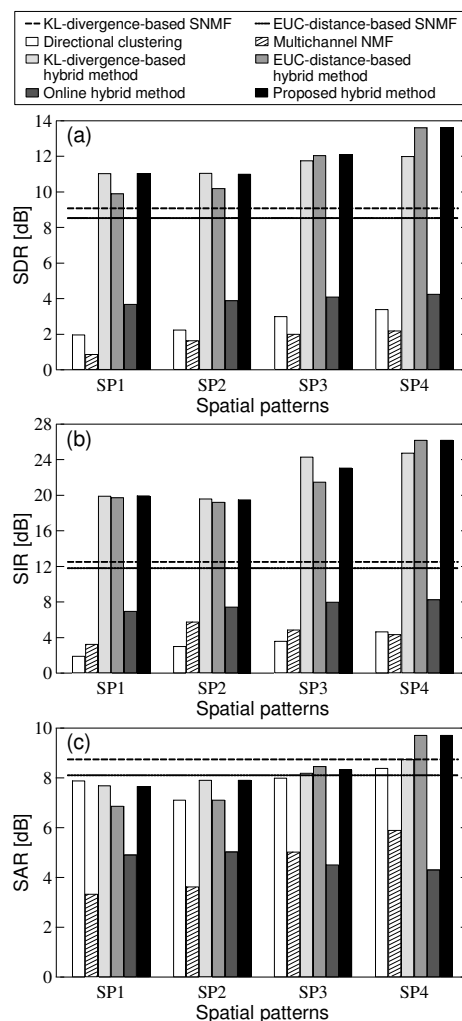 KL-divergence-based SNMF
EUC-distance-based SNMF
Directional clustering
Multichannel NMF
KL-divergence-based
hybrid method
EUC-distance-based
hybrid method
Online hybrid method
Proposed hybrid method
(a)
14
12
10
8
6
4
2
0
SDR [dB]
SP1 SP2 SP3 SP4
Spatial patterns
(b)
28
24
20
16
12
8
4
0
SIR [dB]
SP1 SP2 SP3 SP4
Spatial patterns
(c)
10
8
6
4
2
0
SAR [dB]
SP1 SP2 SP3 SP4
Spatial patterns